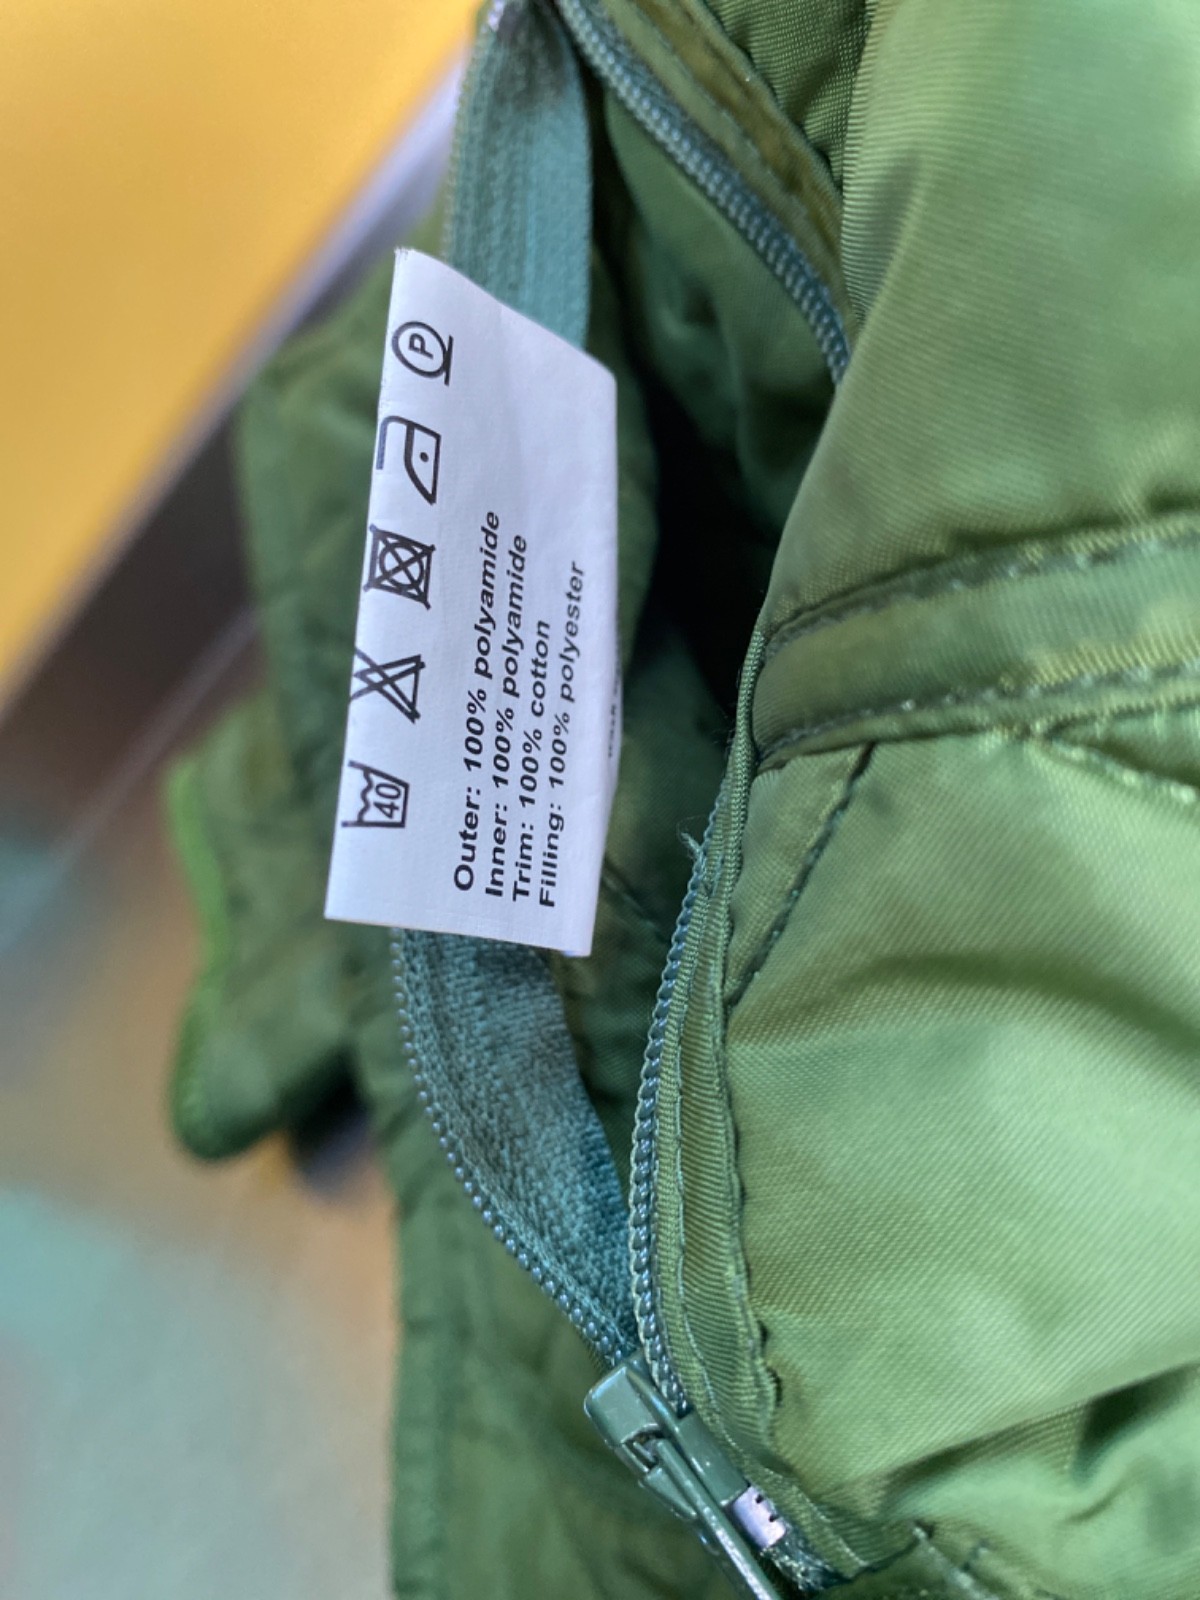 40 P
Outer: 100% polyamide
Inner: 100% polyamide
Trim: 100% cotton
Filling: 100% polyester